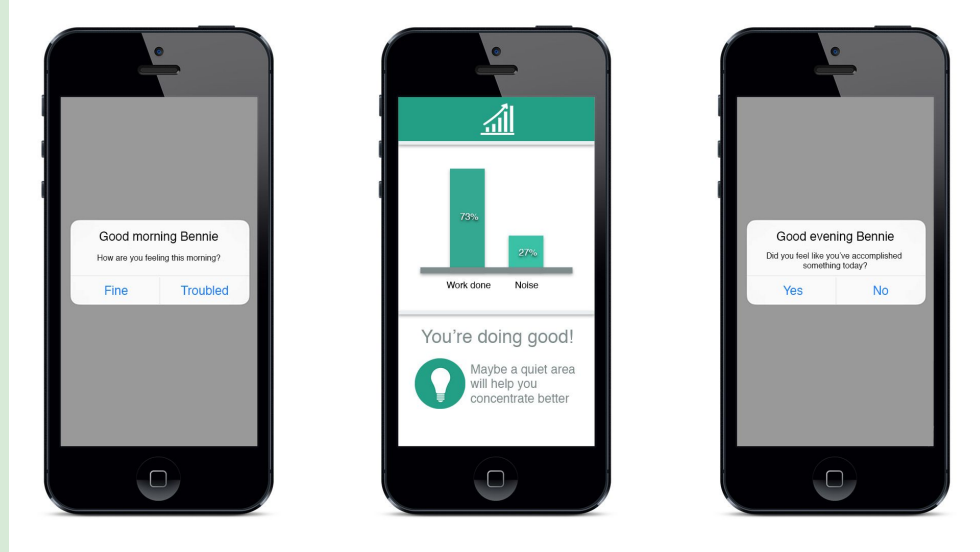 Good morning Bennie
How are you feeling this morning?
Fine Troubled
73%
27%
Work done Noise
You're doing good!
Maybe a quiet area
will help you
concentrate better
Good evening Bennie
Did you feel like you've accomplished
something today?
Yes No